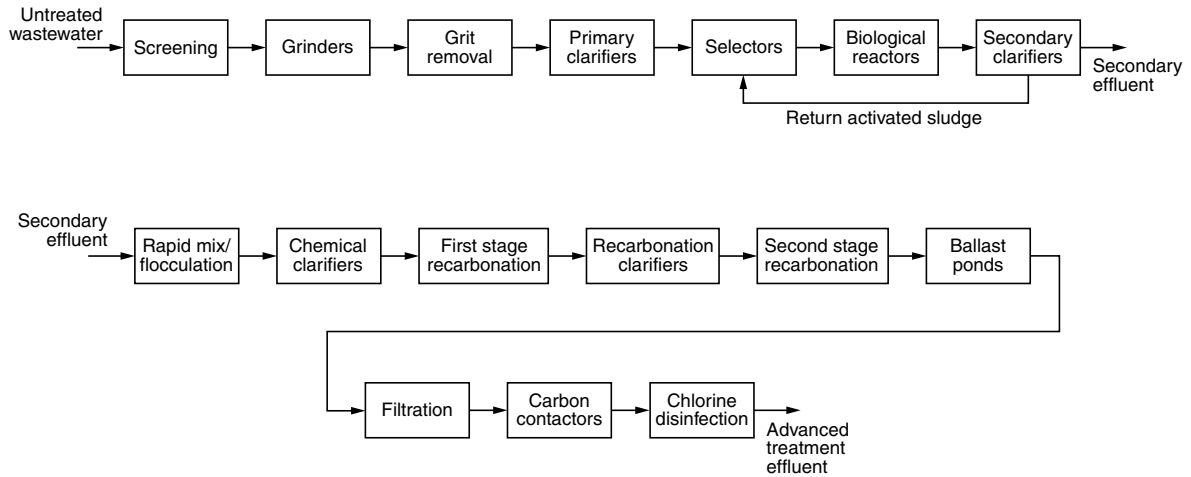 Untreated
wastewater
Screening
Grinders
Grit
removal
Primary
clarifiers
Selectors
Biological
reactors
Secondary
clarifiers
Secondary
effluent
Return activated sludge
Secondary
effluent
Rapid mix/
flocculation
Chemical
clarifiers
First stage
recarbonation
Recarbonation
clarifiers
Second stage
recarbonation
Ballast
ponds
Filtration
Carbon
contactors
Chlorine
disinfection
Advanced
treatment
effluent